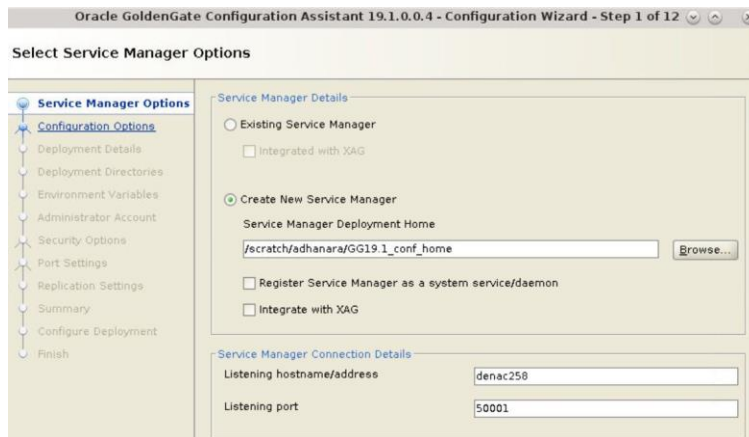 Oracle GoldenGate Configuration Assistant 19.1.0.0.4 - Configuration Wizard - Step 1 of 12
Select Service Manager Options
Service Manager Options
Configuration Options
Deployment Details
Deployment Directories
Environment Variables
Administrator Account
Security Options
Port Settings
Replication Settings
Summary
Configure Deployment
Finish
Service Manager Details
Existing Service Manager
Integrated with XAG
Create New Service Manager
Service Manager Deployment Home
/scratch/adhanara/GG19.1_conf_home
Browse...
Register Service Manager as a system service/daemon
Integrate with XAG
Service Manager Connection Details
Listening hostname/address
denac258
Listening port
50001